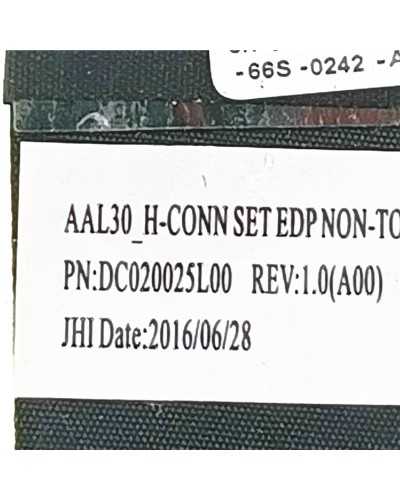 -66S -0242 -A
AAL30_H-CONN SET EDP NON-TO
PN:DC020025L00 REV:1.0(A00)
JHI Date:2016/06/28